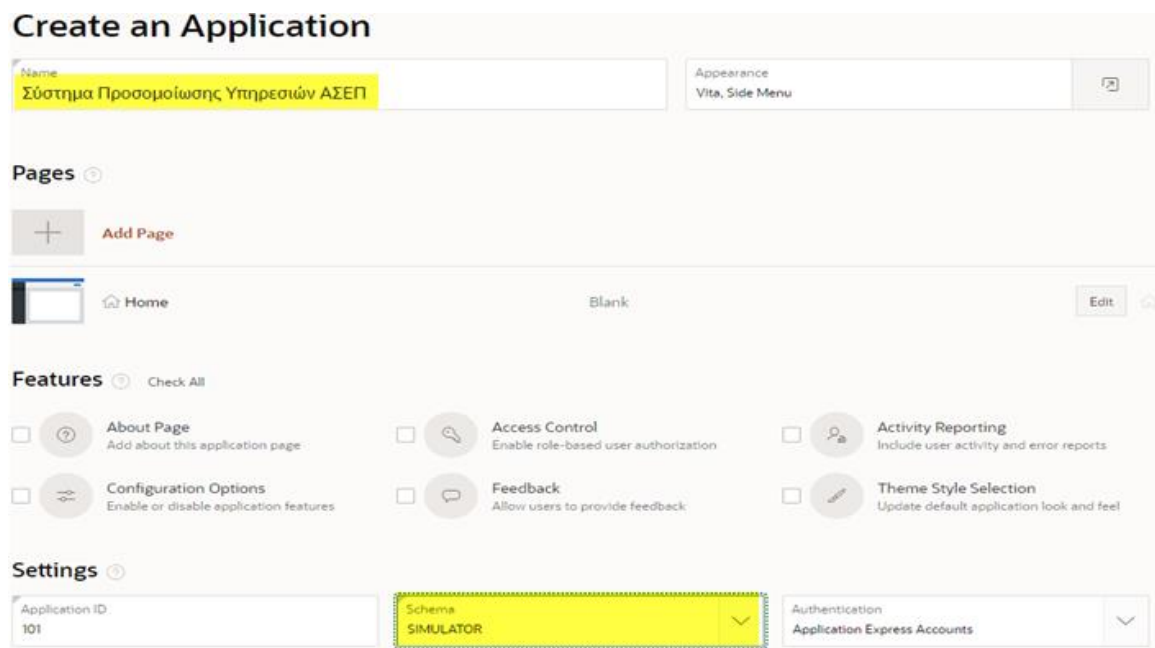 Create an Application
Name
Σύστημα Προσομοίωσης Υπηρεσιών ΑΣΕΠ
Appearance
Vita, Side Menu
Pages
Add Page
Home
Blank
Edit
Features
Check All
About Page
Add about this application page
Access Control
Enable role-based user authorization
Activity Reporting
Include user activity and error reports
Configuration Options
Enable or disable application features
Feedback
Allow users to provide feedback
Theme Style Selection
Update default application look and feel
Settings
Application ID
101
Schema
SIMULATOR
Authentication
Application Express Accounts